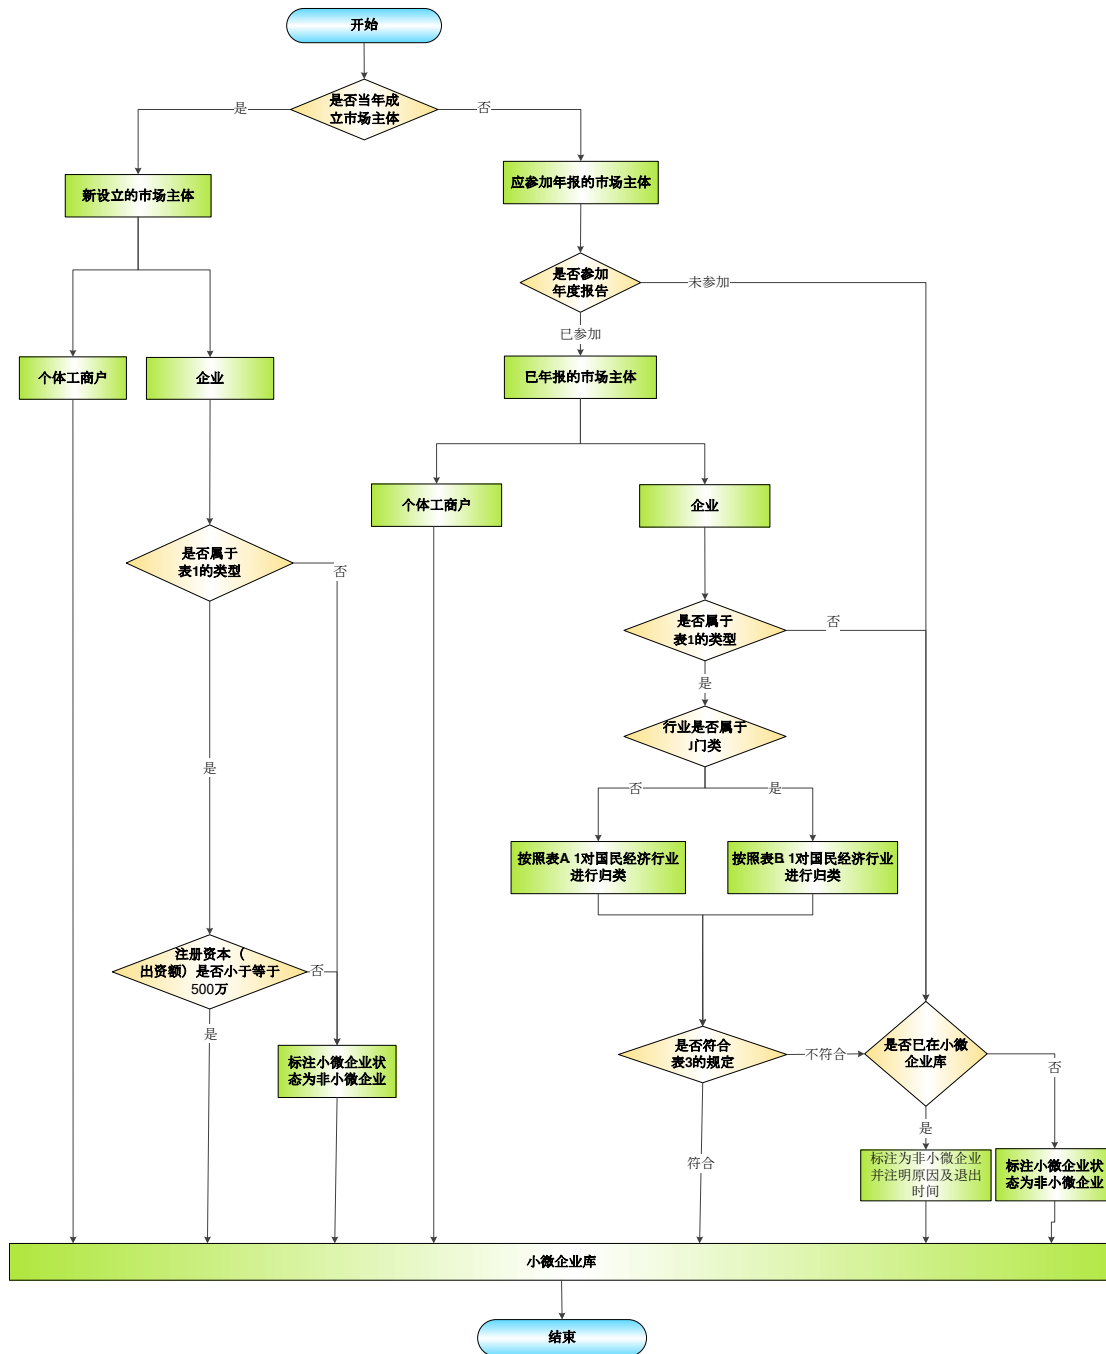 开始
是否当年成
立市场主体
是
否
新设立的市场主体
应参加年报的市场主体
是否参加
年度报告
未参加
已参加
个体工商户
企业
已年报的市场主体
个体工商户
企业
是否属于
表1的类型
否
是否属于
表1的类型
否
是
行业是否属于
J门类
是
否
是
按照表A 1对国民经济行业
进行归类
按照表B 1对国民经济行业
进行归类
注册资本（
出资额）是否小于等于
500万
否
是
标注小微企业状
态为非小微企业
是否符合
表3的规定
不符合
是否已在小微
企业库
否
是
符合
标注为非小微企业
并注明原因及退出
时间
标注小微企业状
态为非小微企业
小微企业库
结束